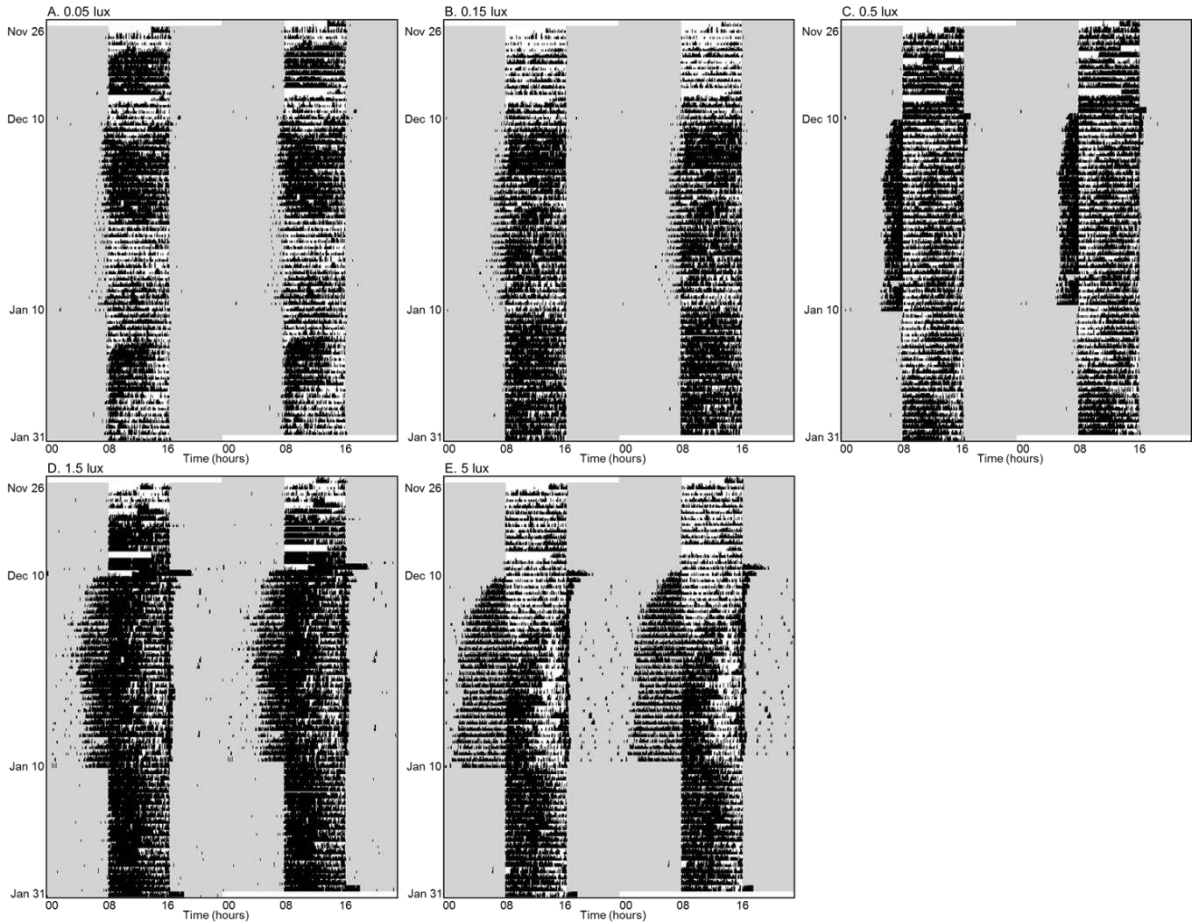 A. 0.05 lux
B. 0.15 lux
C. 0.5 lux
Nov 26
Nov 26
Nov 26
Dec 10
Dec 10
Dec 10
Jan 10
Jan 10
Jan 10
Jan 31
Jan 31
Jan 31
00 08 16 00 08 16
00 08 16 00 08 16
00 08 16 00 08 16
Time (hours)
Time (hours)
Time (hours)
D. 1.5 lux
E. 5 lux
Nov 26
Nov 26
Dec 10
Dec 10
Jan 10
Jan 10
Jan 31
Jan 31
00 08 16 00 08 16
00 08 16 00 08 16
Time (hours)
Time (hours)